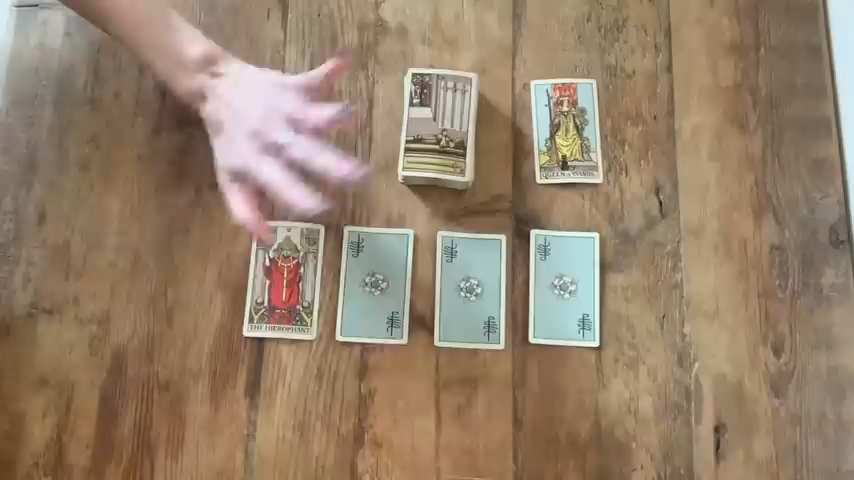 QUEEN of WANDS.
THE HIEROPHANT.